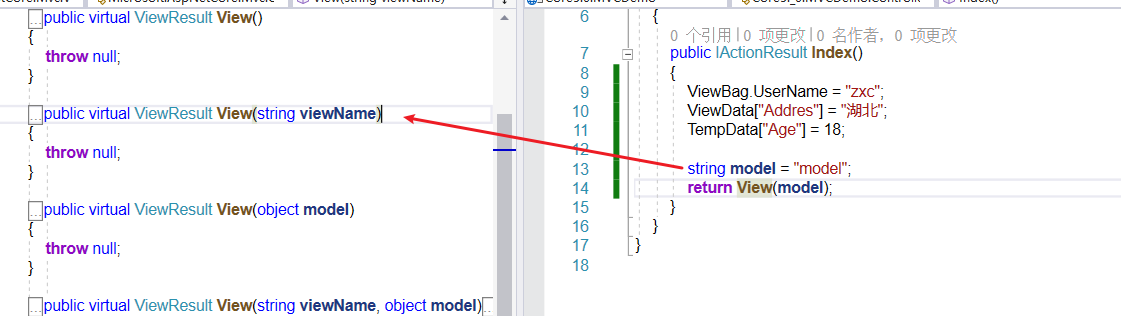 public virtual ViewResult View()
{
throw null;
}
public virtual ViewResult View(string viewName)
{
throw null;
}
public virtual ViewResult View(object model)
{
throw null;
}
public virtual ViewResult View(string viewName, object model)
6 {
0 个引用|0 项更改|0 名作者，0 项更改
7 public IActionResult Index()
8 {
9 ViewBag.UserName = "zxc";
10 ViewData["Addres"] = "湖北";
11 TempData["Age"] = 18;
12
13 string model = "model";
14 return View(model);
15 }
16 }
17 }
18